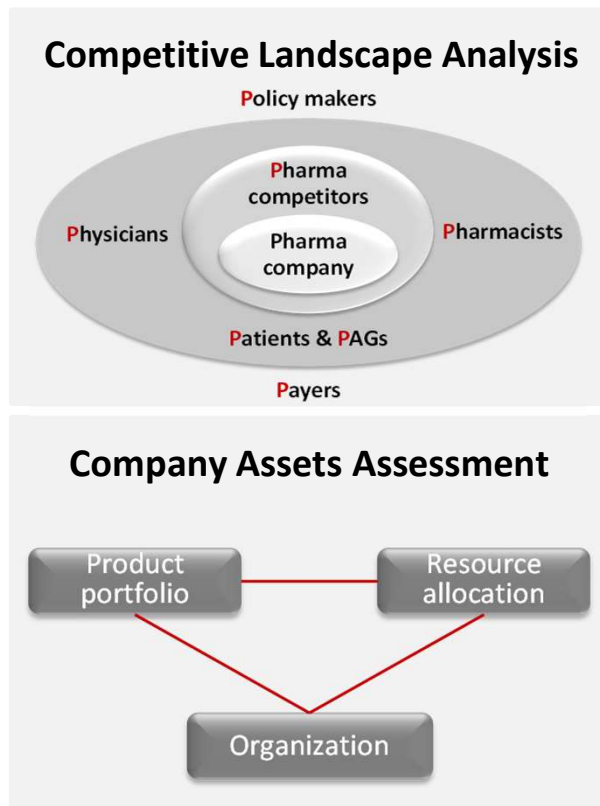 Competitive Landscape Analysis
Policy makers
Pharma
competitors
Physicians
Pharmacists
Pharma
company
Patients & PAGs
Payers
Company Assets Assessment
Product
portfolio
Resource
allocation
Organization